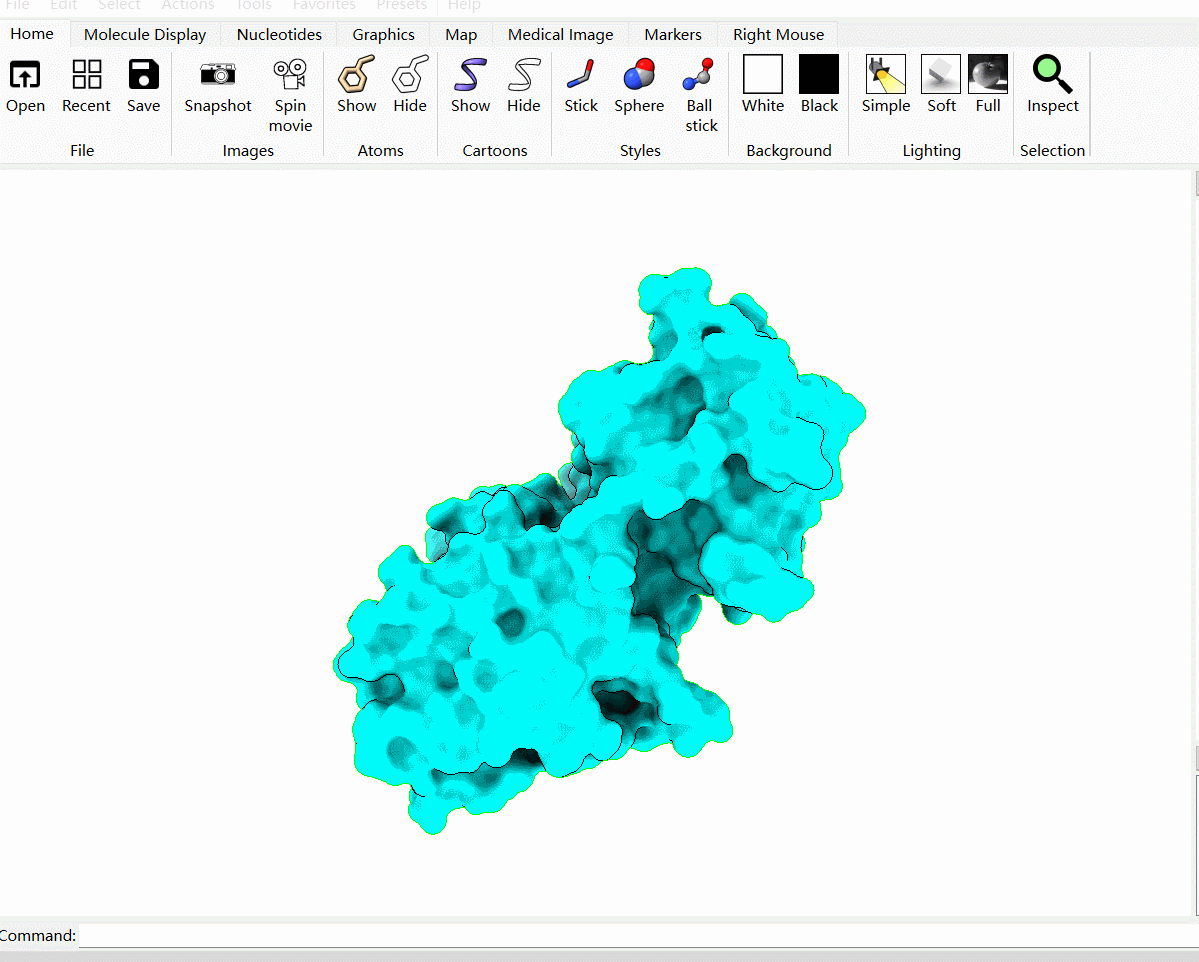 File Edit Select Actions Tools Favorites Presets Help
Home Molecule Display Nucleotides Graphics Map Medical Image Markers Right Mouse
Open Recent Save Snapshot Spin movie Show Hide Show Hide Stick Sphere Ball stick White Black Simple Soft Full Inspect
File Images Atoms Cartoons Styles Background Lighting Selection
Command: